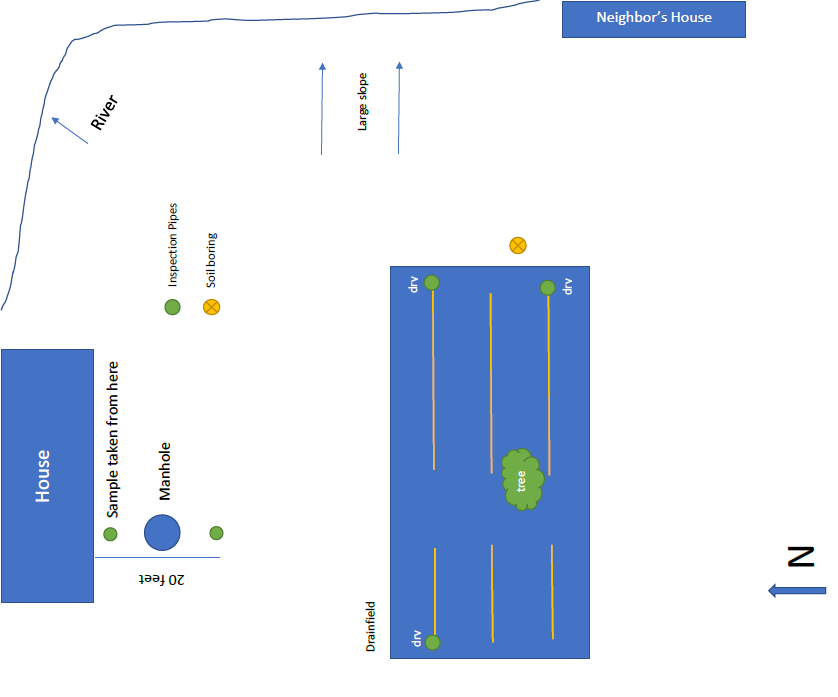 Neighbor's House
River
Large slope
Inspection Pipes
Soil boring
drv
drv
House
Sample taken from here
Manhole
tree
20 feet
N
Drainfield
drv